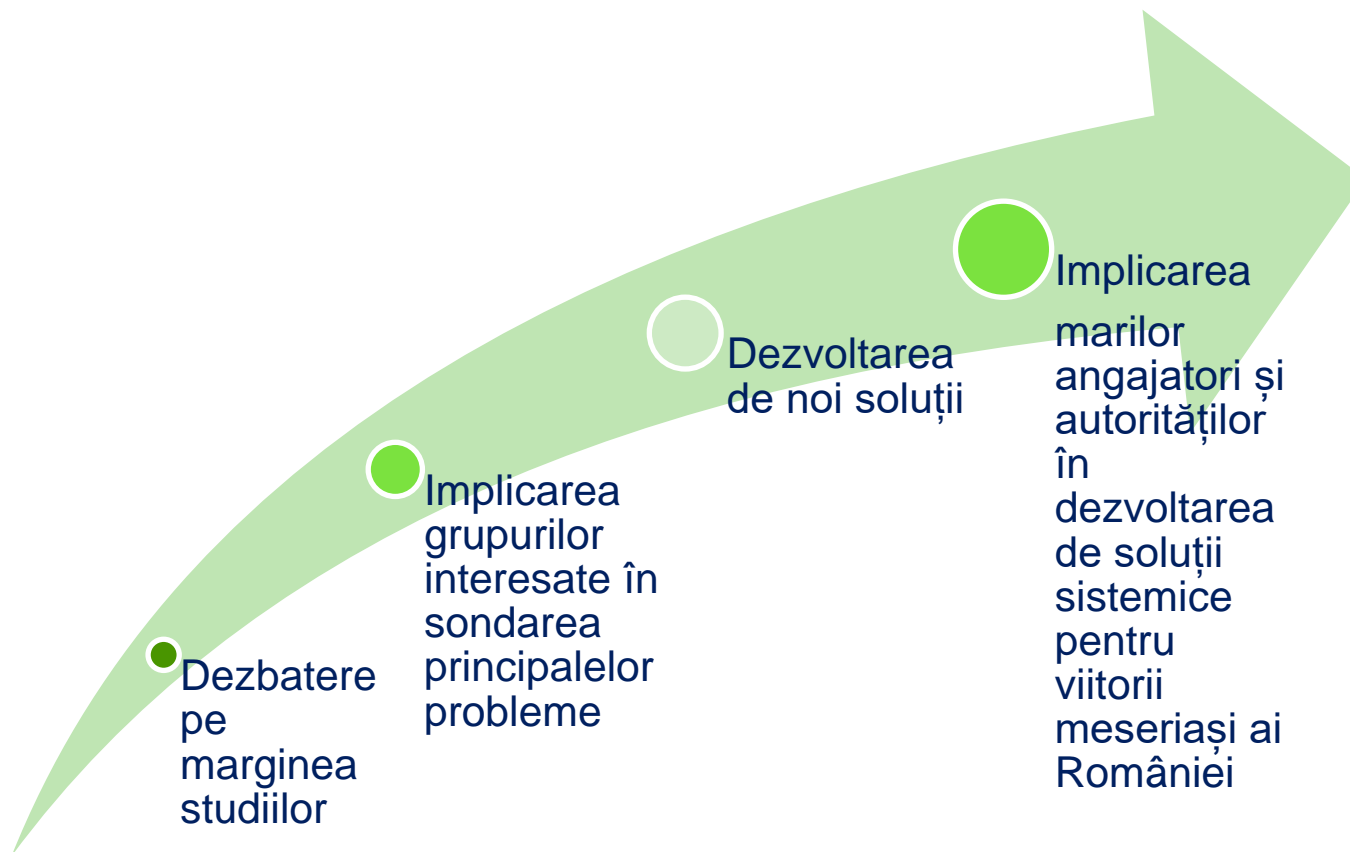 Dezbatere
pe
marginea
studiilor
Implicarea
grupurilor
interesate în
sondarea
principalelor
probleme
Dezvoltarea
de noi soluții
Implicarea
marilor
angajatori și
autorităților
în
dezvoltarea
de soluții
sistemice
pentru
viitorii
meseriași ai
României